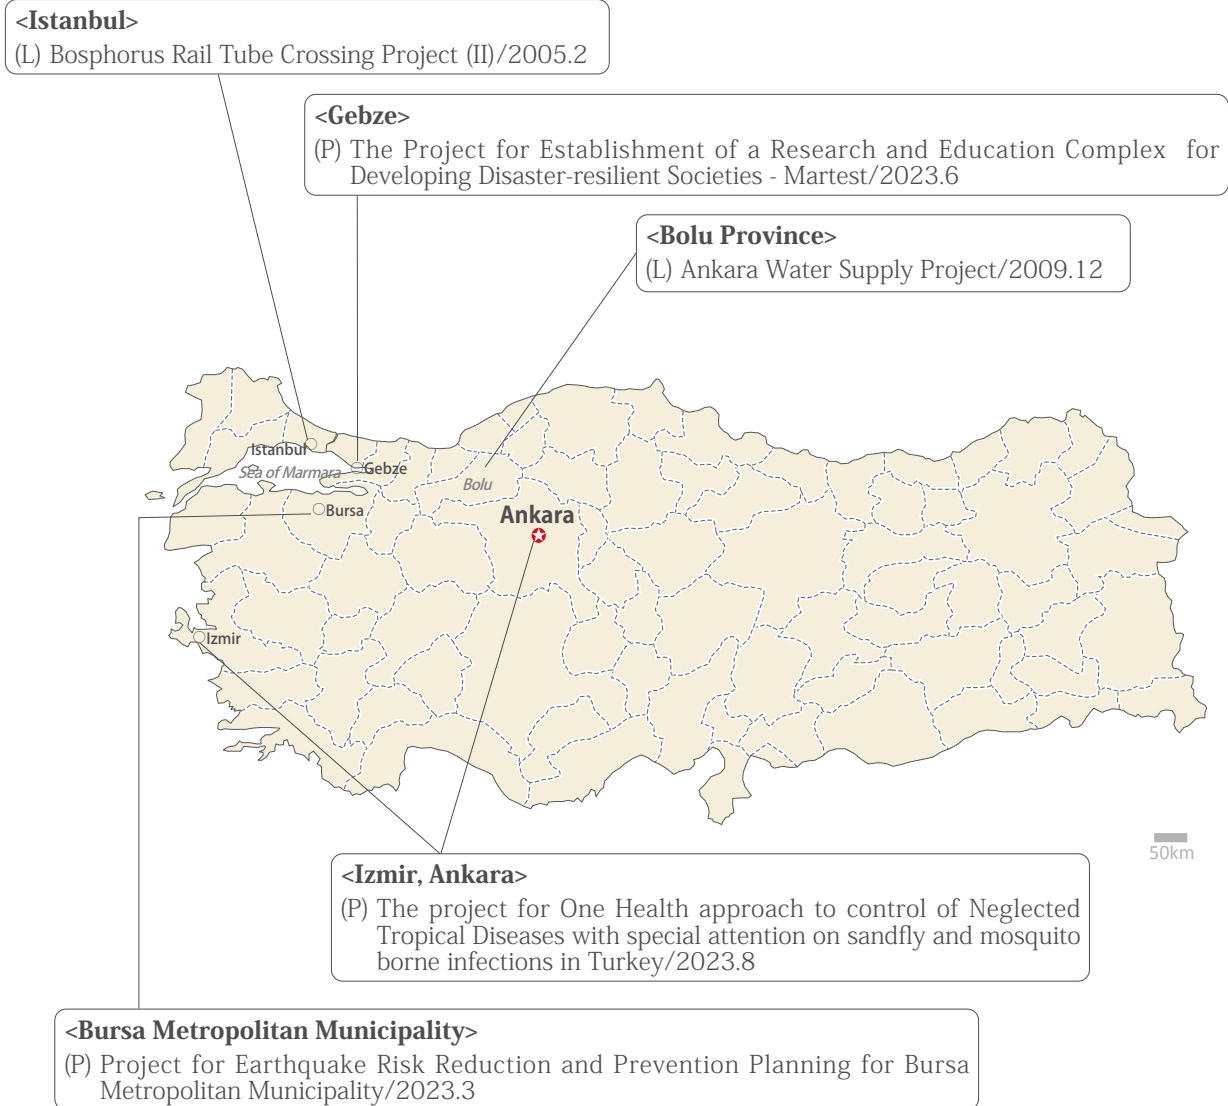 <Istanbul>
(L) Bosphorus Rail Tube Crossing Project (II)/2005.2
<Gebze>
(P) The Project for Establishment of a Research and Education Complex for
Developing Disaster-resilient Societies - Martest/2023.6
<Bolu Province>
(L) Ankara Water Supply Project/2009.12
Istanbul
Sea of Marmara
Gebze
Bolu
Bursa
Ankara
Izmir
50km
<Izmir, Ankara>
(P) The project for One Health approach to control of Neglected
Tropical Diseases with special attention on sandfly and mosquito
borne infections in Turkey/2023.8
<Bursa Metropolitan Municipality>
(P) Project for Earthquake Risk Reduction and Prevention Planning for Bursa
Metropolitan Municipality/2023.3